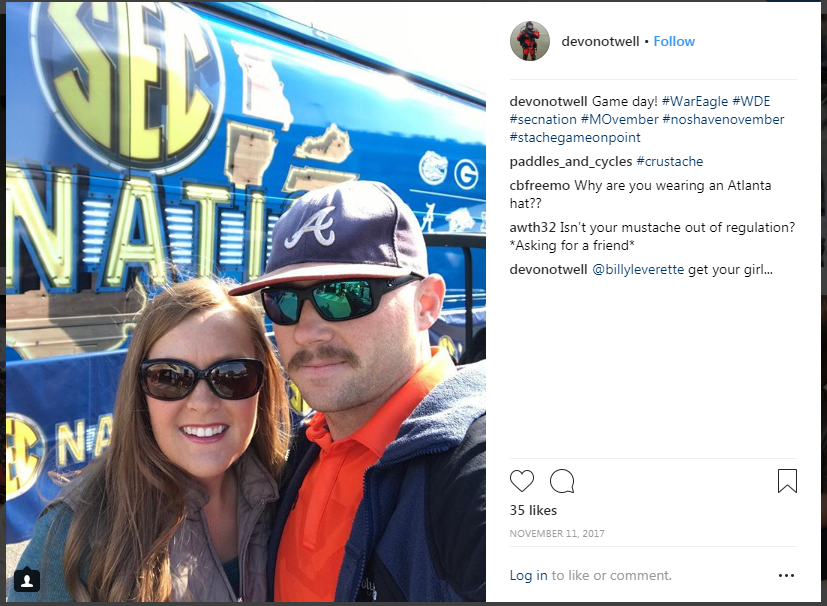 SEC
NATI
A
G
A
SEC
NA
devonotwell • Follow
devonotwell Game day! #WarEagle #WDE
#secnation #MOvember #noshavenovember
#stachegameonpoint
paddles_and_cycles #crustache
cbfreemo Why are you wearing an Atlanta
hat??
awth32 Isn't your mustache out of regulation?
*Asking for a friend*
devonotwell @billyleverette get your girl...
35 likes
NOVEMBER 11, 2017
Log in to like or comment.